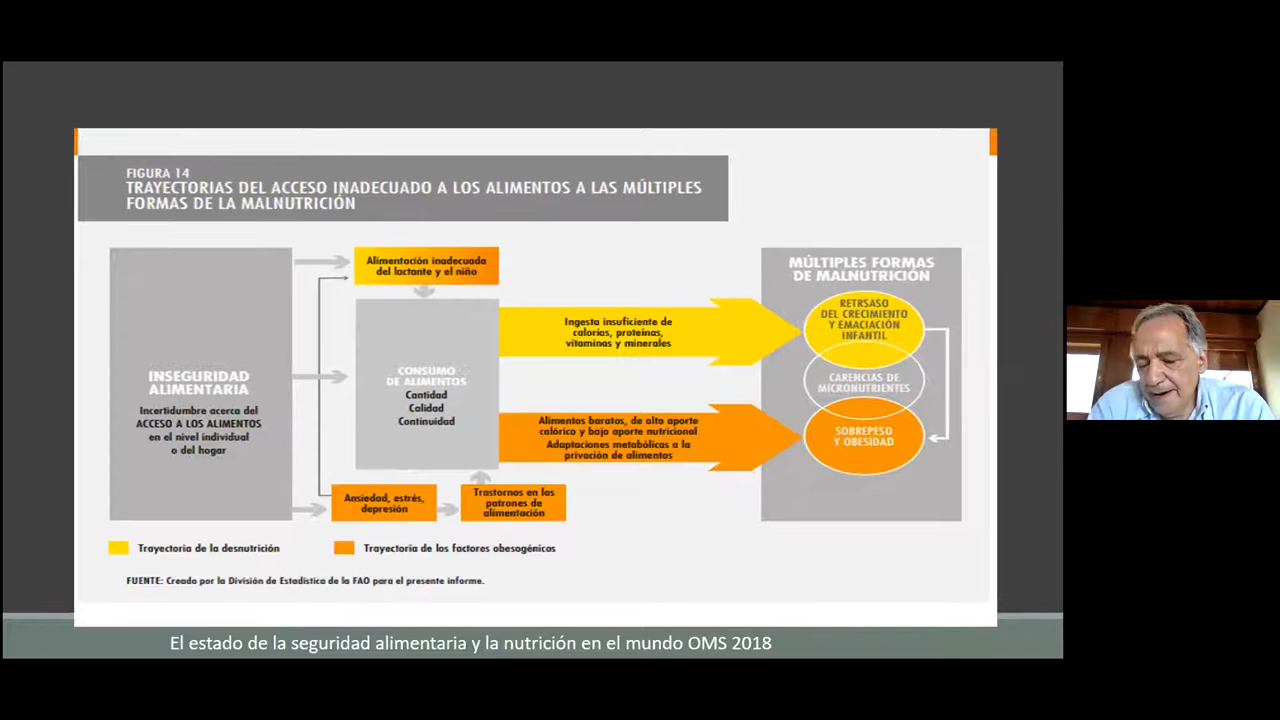 FIGURA 14
TRAYECTORIAS DEL ACCESO INADECUADO A LOS ALIMENTOS A LAS MÚLTIPLES
FORMAS DE LA MALNUTRICIÓN
INSEGURIDAD
ALIMENTARIA
Incertidumbre acerca del
ACCESO A LOS ALIMENTOS
en el nivel individual
o del hogar
Alimentación inadecuada
del lactante y el niño
CONSUMO
DE ALIMENTOS
Cantidad
Calidad
Continuidad
Ansiedad, estrés,
depresión
Trastornos en los
patrones de
alimentación
Ingesta insuficiente de
calorías, proteínas,
vitaminas y minerales
Alimentos baratos, de alto aporte
calórico y bajo aporte nutricional
Adaptaciones metabólicas a la
privación de alimentos
MÚLTIPLES FORMAS
DE MALNUTRICIÓN
RETRSASO
DEL CRECIMIENTO
Y EMACIACIÓN
INFANTIL
CARENCIAS DE
MICRONUTRIENTES
SOBREPESO
Y OBESIDAD
Trayectoria de la desnutrición
Trayectoria de los factores obesogénicos
FUENTE: Creado por la División de Estadística de la FAO para el presente informe.
El estado de la seguridad alimentaria y la nutrición en el mundo OMS 2018